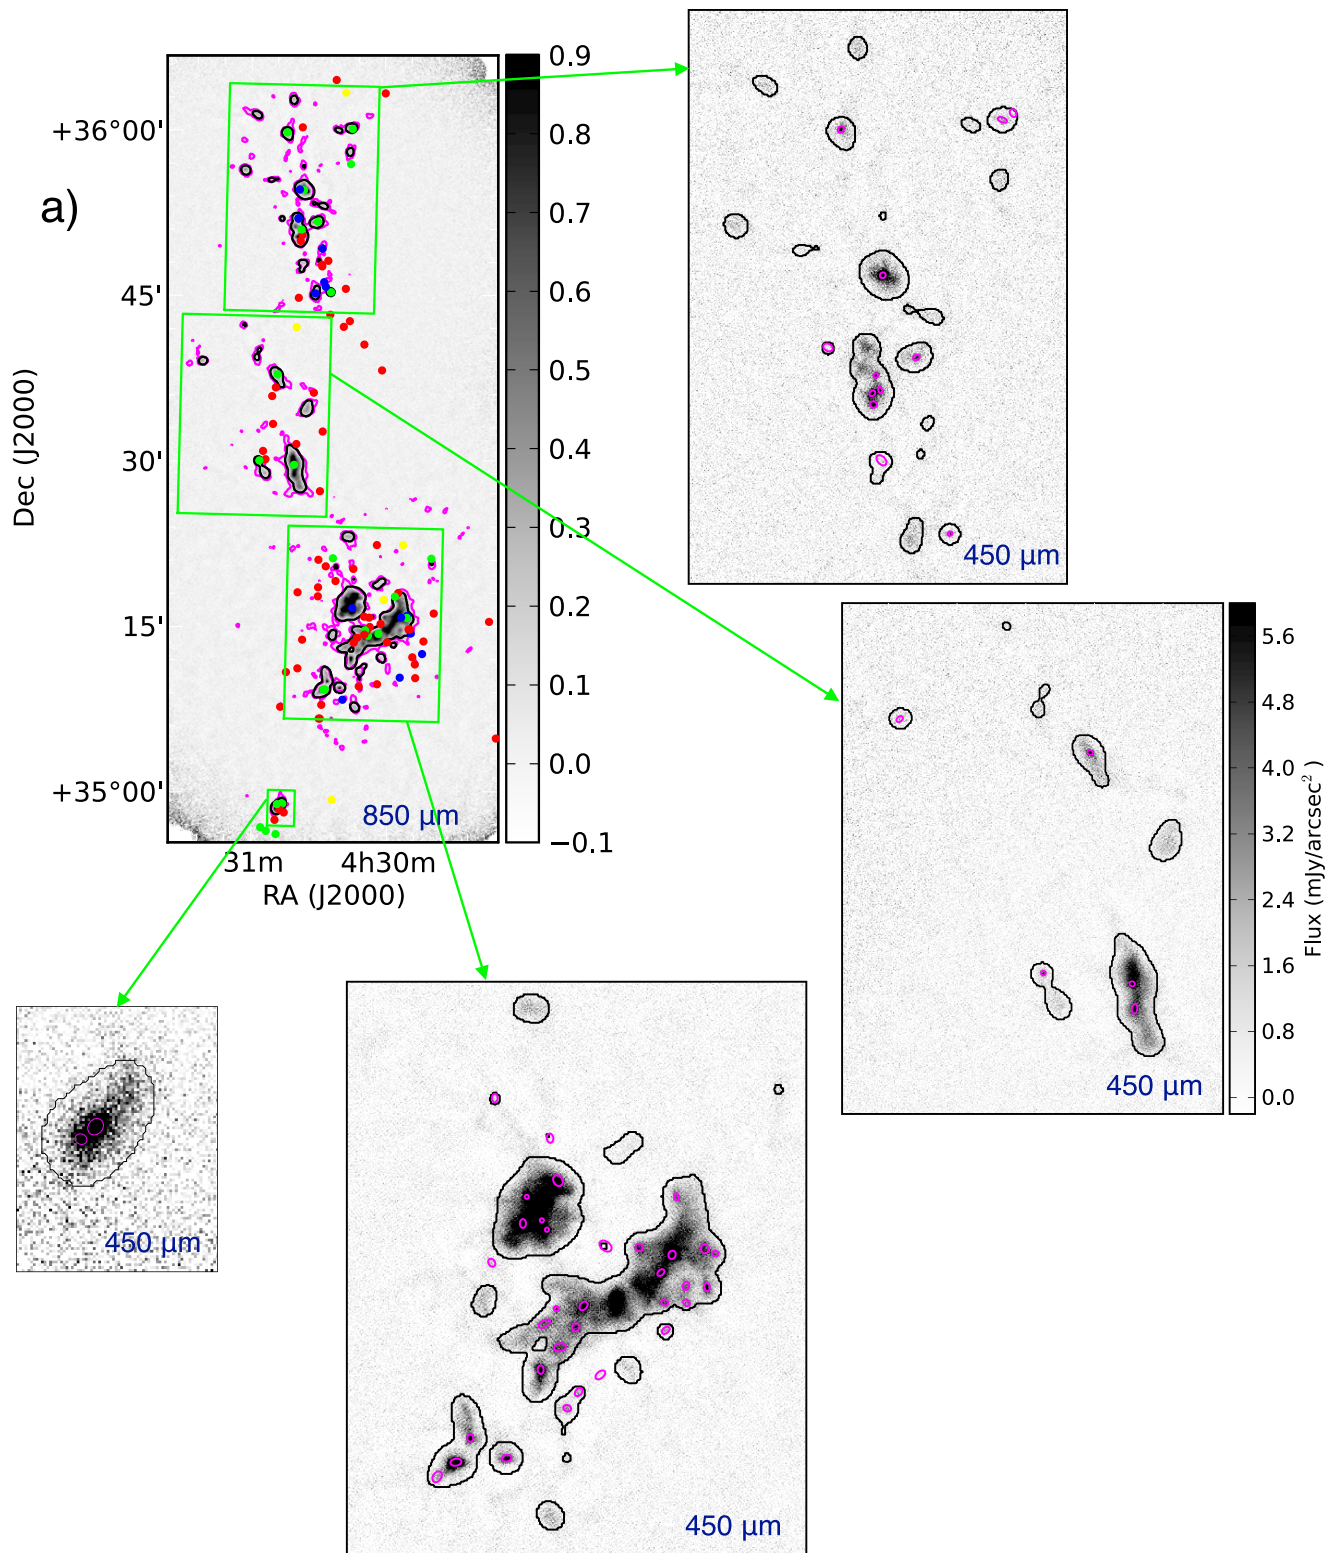 a)
Dec (J2000)
+36°00'
45'
30'
15'
+35°00'
850 μm
31m
4h30m
RA (J2000)
0.9
0.8
0.7
0.6
0.5
0.4
0.3
0.2
0.1
0.0
−0.1
450 μm
5.6
4.8
4.0
3.2
2.4
1.6
0.8
0.0
Flux (mJy/arcsec²)
450 μm
450 μm
450 μm